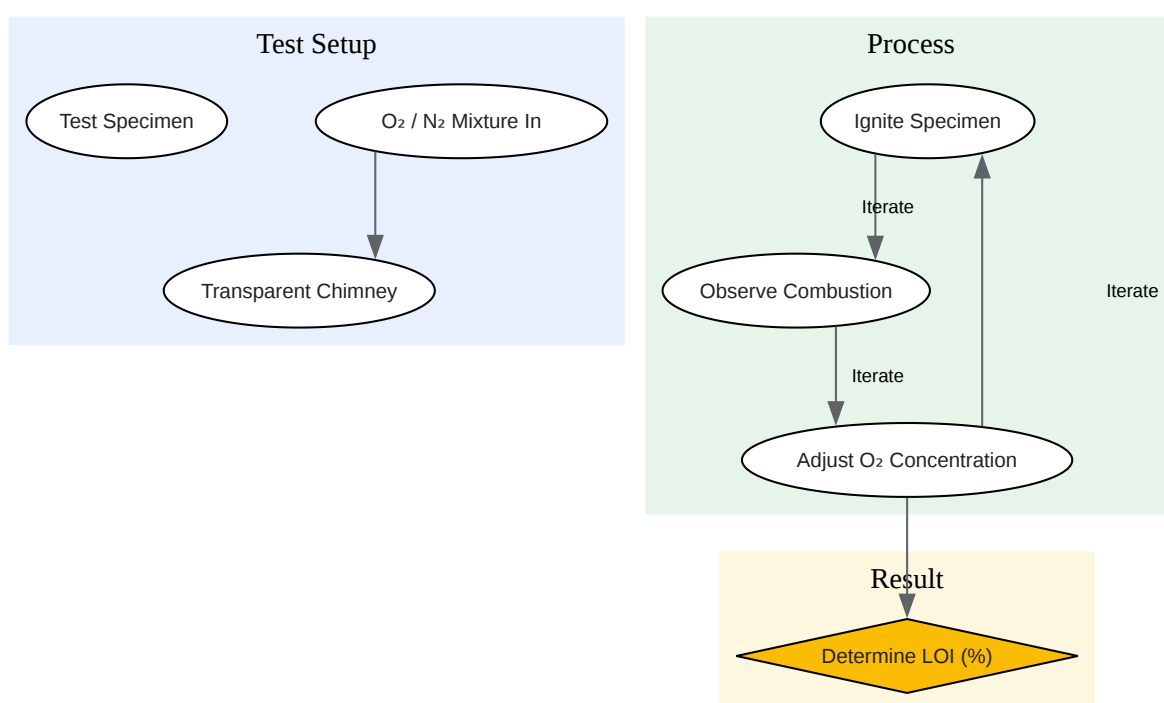 Test Setup
Test Specimen
O₂ / N₂ Mixture In
Transparent Chimney
Process
Ignite Specimen
Iterate
Observe Combustion
Iterate
Iterate
Adjust O₂ Concentration
Result
Determine LOI (%)